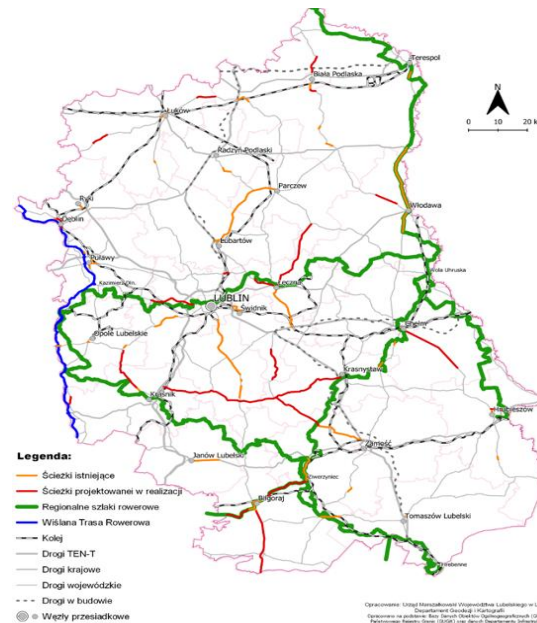 Terespol
Biała Podlaska
N
Łuków
0 10 20 k
Radzyń Podlaski
Parczew
Ryki
Dęblin
Włodawa
Lubartów
Puławy
Kazimierz Dln.
Wola Uhruska
Łęczna
LUBLIN
Świdnik
Opole Lubelskie
Krasnystaw
Kraśnik
Hrubieszów
Zamość
Janów Lubelski
Zwierzyniec
Biłgoraj
Tomaszów Lubelski
Hrebenne
Legenda:
Ścieżki istniejące
Ścieżki projektowanei w realizacji
Regionalne szlaki rowerowe
Wiślana Trasa Rowerowa
Kolej
Drogi TEN-T
Drogi krajowe
Drogi wojewódzkie
Drogi w budowie
Węzły przesiadkowe
Opracowanie: Urząd Marszałkowski Województwa Lubelskiego w L
Departament Geodezji i Kartografii